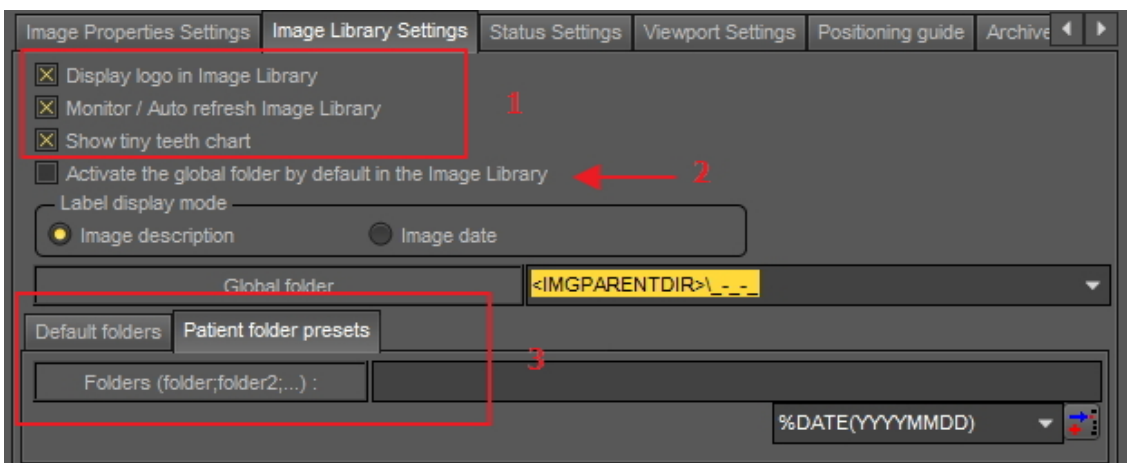 Image Properties Settings Image Library Settings Status Settings Viewport Settings Positioning guide Archive
Display logo in Image Library
Monitor / Auto refresh Image Library
1
Show tiny teeth chart
Activate the global folder by default in the Image Library
2
Label display mode
Image description Image date
Global folder <IMGPARENTDIR>\_-_-_
Default folders Patient folder presets
3
Folders (folder;folder2;...) :
%DATE(YYYYMMDD)